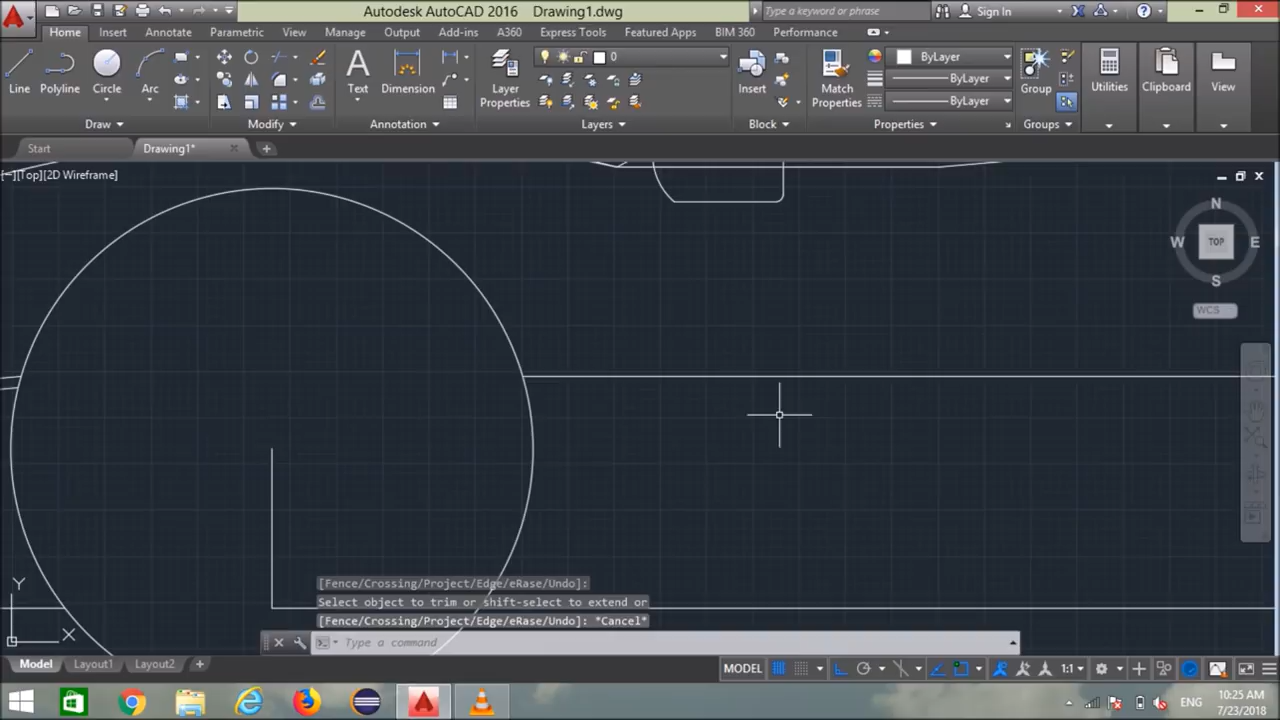 Autodesk AutoCAD 2016 Drawing1.dwg
Type a keyword or phrase
Sign In
Home Insert Annotate Parametric View Manage Output Add-ins A360 Express Tools Featured Apps BIM 360 Performance
Line Polyline Circle Arc
Text Dimension
Layer Properties
0
Insert
Match Properties
ByLayer
ByLayer
ByLayer
Group
Utilities
Clipboard
View
Draw Modify Annotation Layers Block Properties Groups
Start Drawing1*
[−][Top][2D Wireframe]
N
W TOP E
S
WCS
Y
X
[Fence/Crossing/Project/Edge/eRase/Undo]:
Select object to trim or shift-select to extend or
[Fence/Crossing/Project/Edge/eRase/Undo]: *Cancel*
Type a command
Model Layout1 Layout2
MODEL 1:1
ENG
10:25 AM
7/23/2018